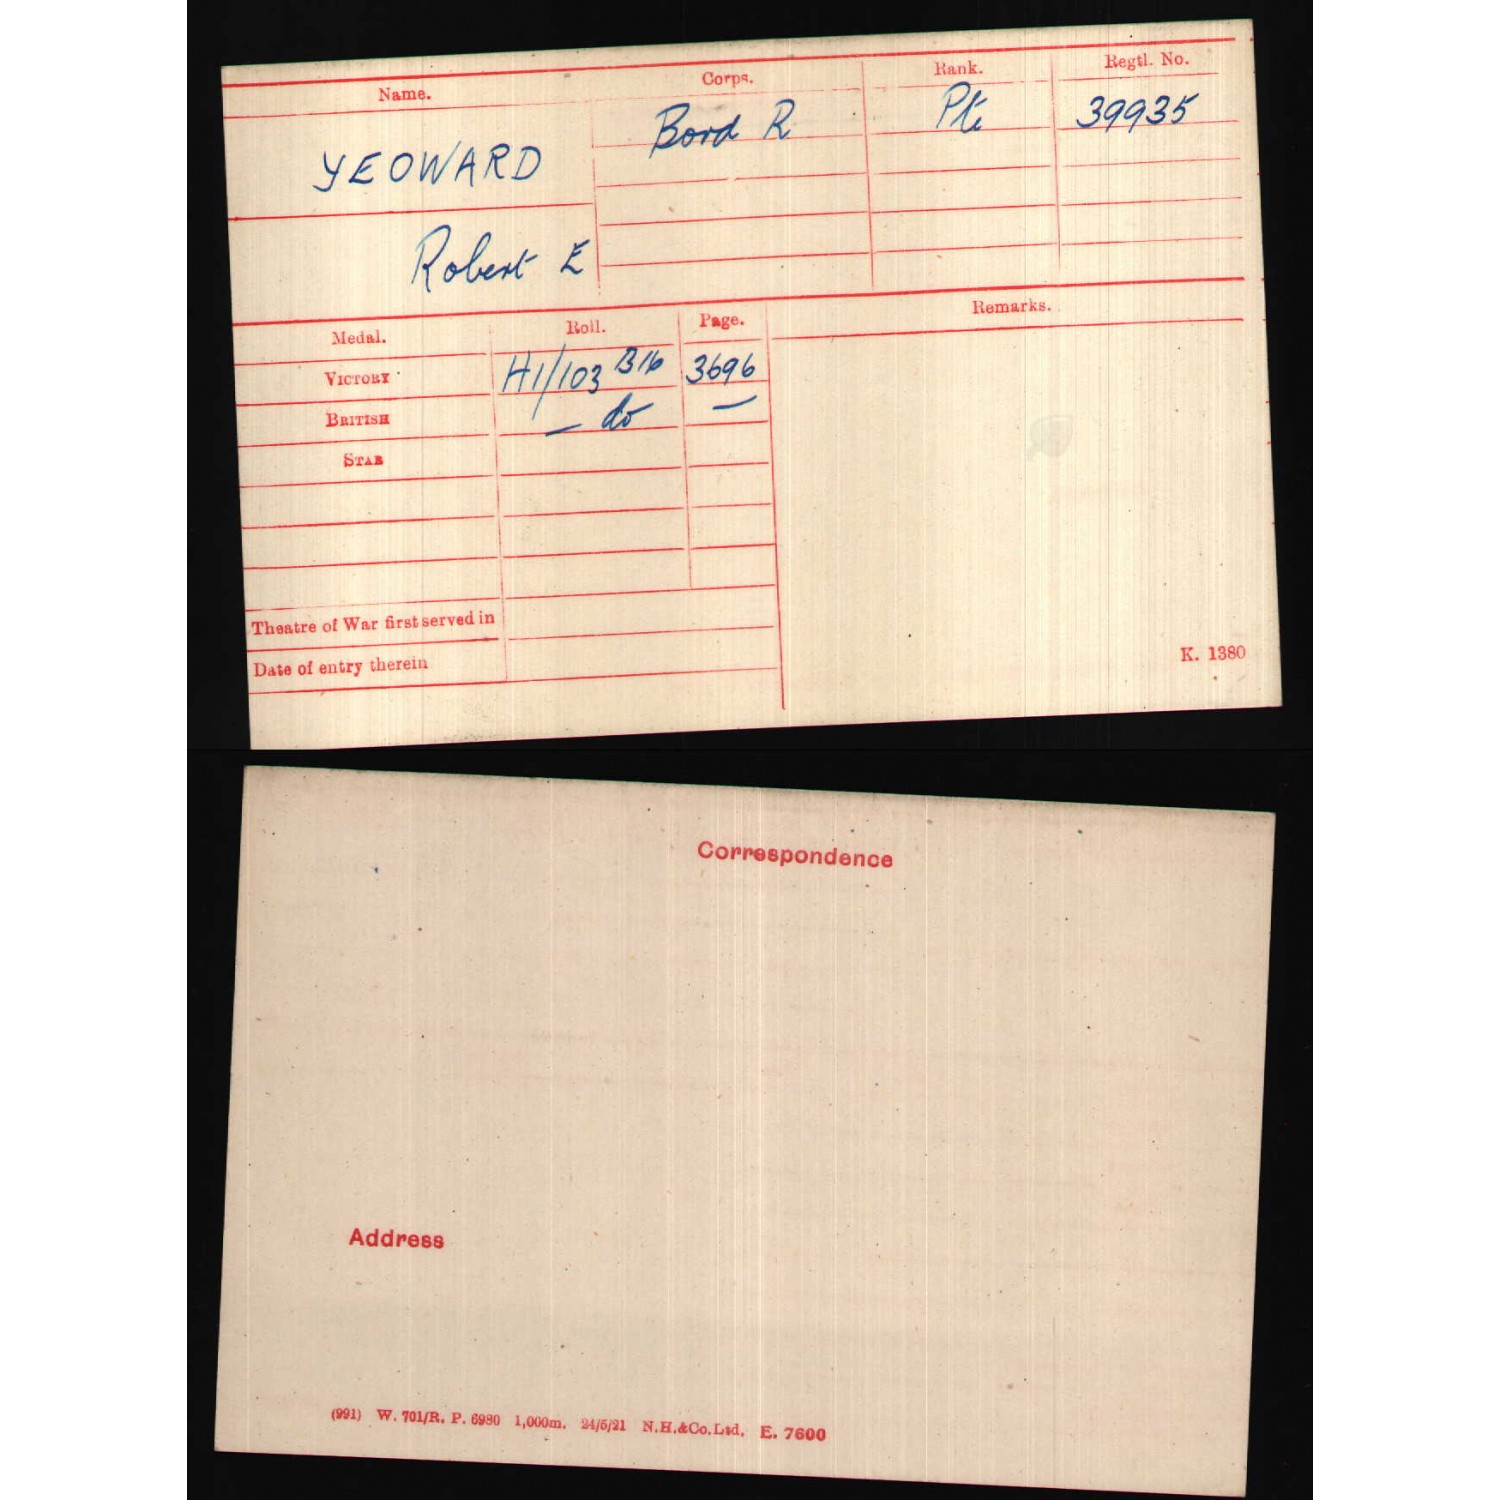 Name. Corps. Rank. Regtl. No.
YEOWARD Bord R Pte 39935
Robert E
Medal. Roll. Page. Remarks.
VICTORY H1/103 B16 3696
BRITISH — do —
STAR
Theatre of War first served in
Date of entry therein
K. 1380
Correspondence
Address
(991) W. 701/R. P. 6980 1,000m. 24/5/21 N.H.&Co.Ltd. E. 7600